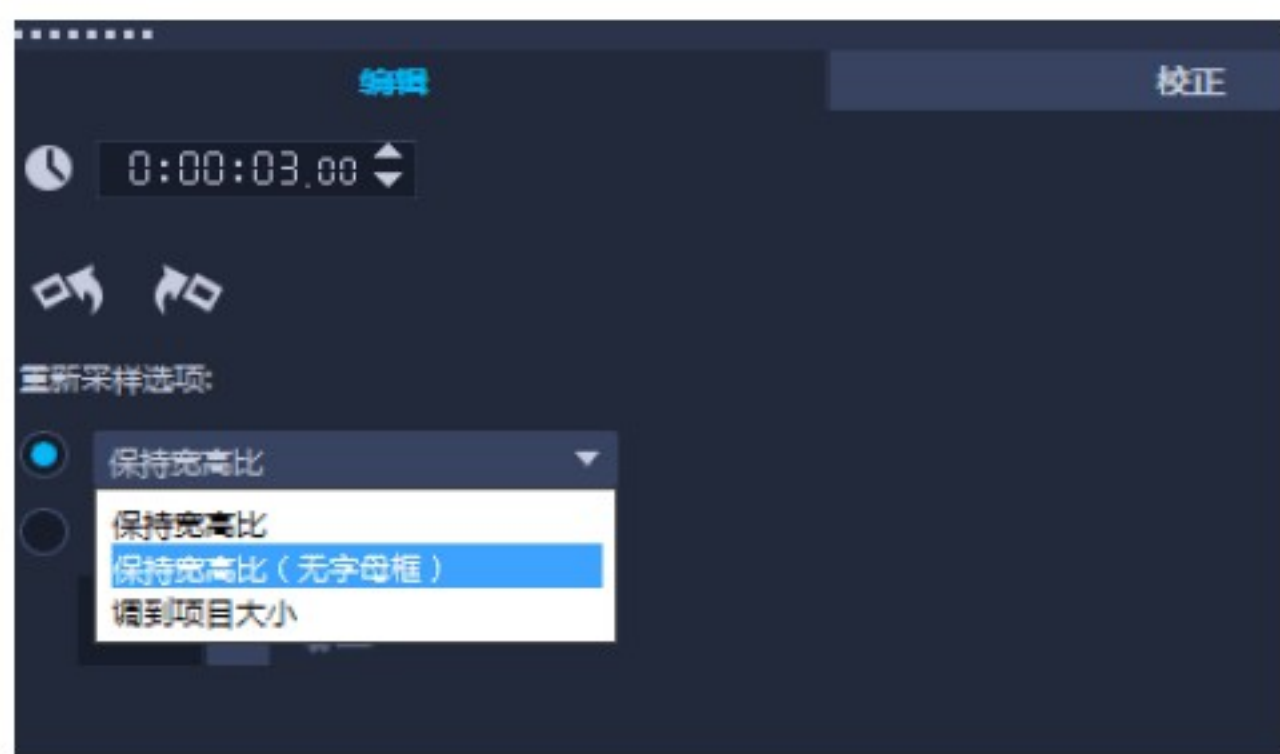 编辑
校正
0:00:03.00
重新采样选项:
保持宽高比
保持宽高比
保持宽高比（无字母框）
调到项目大小